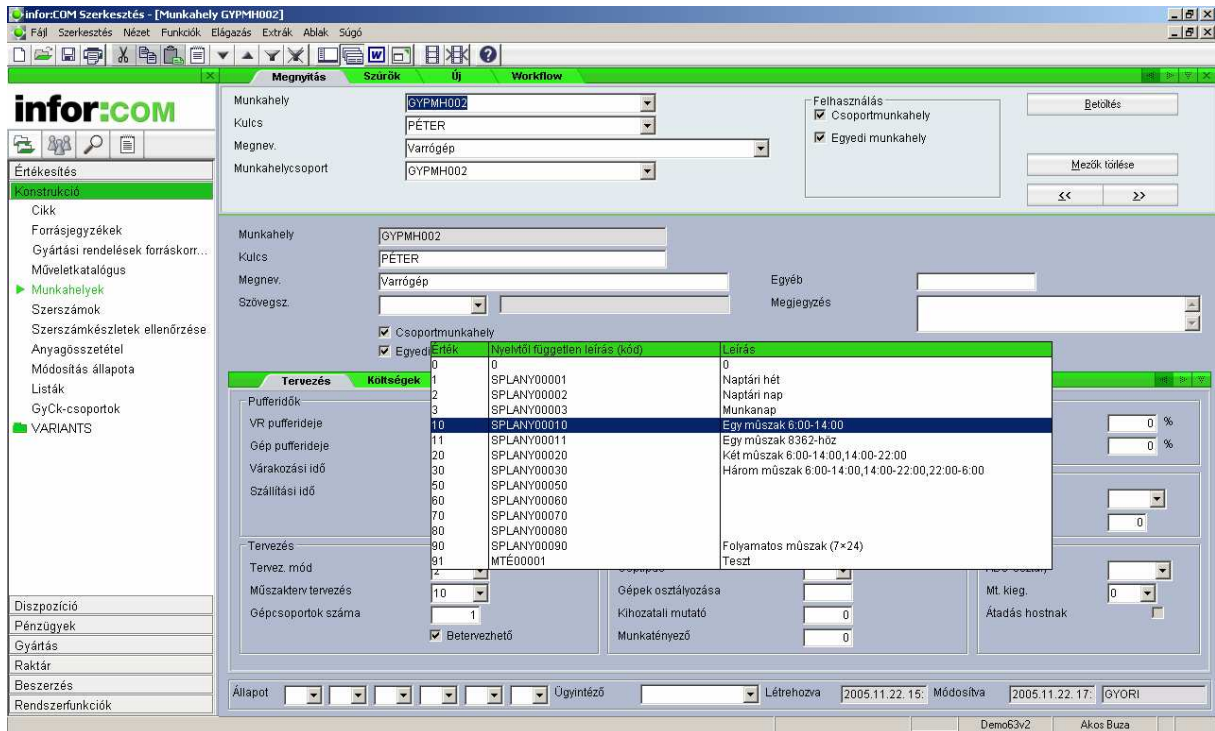 infor:COM Szerkesztés - [Munkahely GYPMH002]
Fájl Szerkesztés Nézet Funkciók Elágazás Extrák Ablak Súgó
Megnyitás Szűrők Új Workflow
infor:COM
Értékesítés
Konstrukció
Cikk
Forrásjegyzékek
Gyártási rendelések forráskorr...
Műveletkatalógus
Munkahelyek
Szerszámok
Szerszámkészletek ellenőrzése
Anyagösszetétel
Módosítás állapota
Listák
GyCk-csoportok
VARIANTS
Diszpozíció
Pénzügyek
Gyártás
Raktár
Beszerzés
Rendszerfunkciók
Munkahely GYPMH002
Kulcs PÉTER
Megnev. Varrógép
Munkahelycsoport GYPMH002
Felhasználás
Csoportmunkahely
Egyedi munkahely
Betöltés
Mezők törlése
<< >>
Munkahely GYPMH002
Kulcs PÉTER
Megnev. Varrógép Egyéb
Szövegsz. Megjegyzés
Csoportmunkahely
Egyedi
Érték Nyelvtől független leírás (kód) Leírás
0 0 0
1 SPLANY00001 Naptári hét
2 SPLANY00002 Naptári nap
3 SPLANY00003 Munkanap
10 SPLANY00010 Egy mûszak 6:00-14:00
11 SPLANY00011 Egy mûszak 8362-höz
20 SPLANY00020 Két mûszak 6:00-14:00,14:00-22:00
30 SPLANY00030 Három mûszak 6:00-14:00,14:00-22:00,22:00-6:00
50 SPLANY00050
60 SPLANY00060
70 SPLANY00070
80 SPLANY00080
90 SPLANY00090 Folyamatos mûszak (7×24)
91 MTÉ00001 Teszt
Tervezés Költségek
Pufferidők
VR pufferideje 0 %
Gép pufferideje 0 %
Várakozási idő
Szállítási idő
0
Tervezés
Tervez. mód 2
Műszakterv tervezés 10 Gépek osztályozása Mt. kieg. 0
Gépcsoportok száma 1 Kihozatali mutató 0 Átadás hostnak
Betervezhető Munkatényező 0
Állapot Ügyintéző Létrehozva 2005.11.22. 15: Módosítva 2005.11.22. 17: GYORI
Demo63v2 Akos Buza